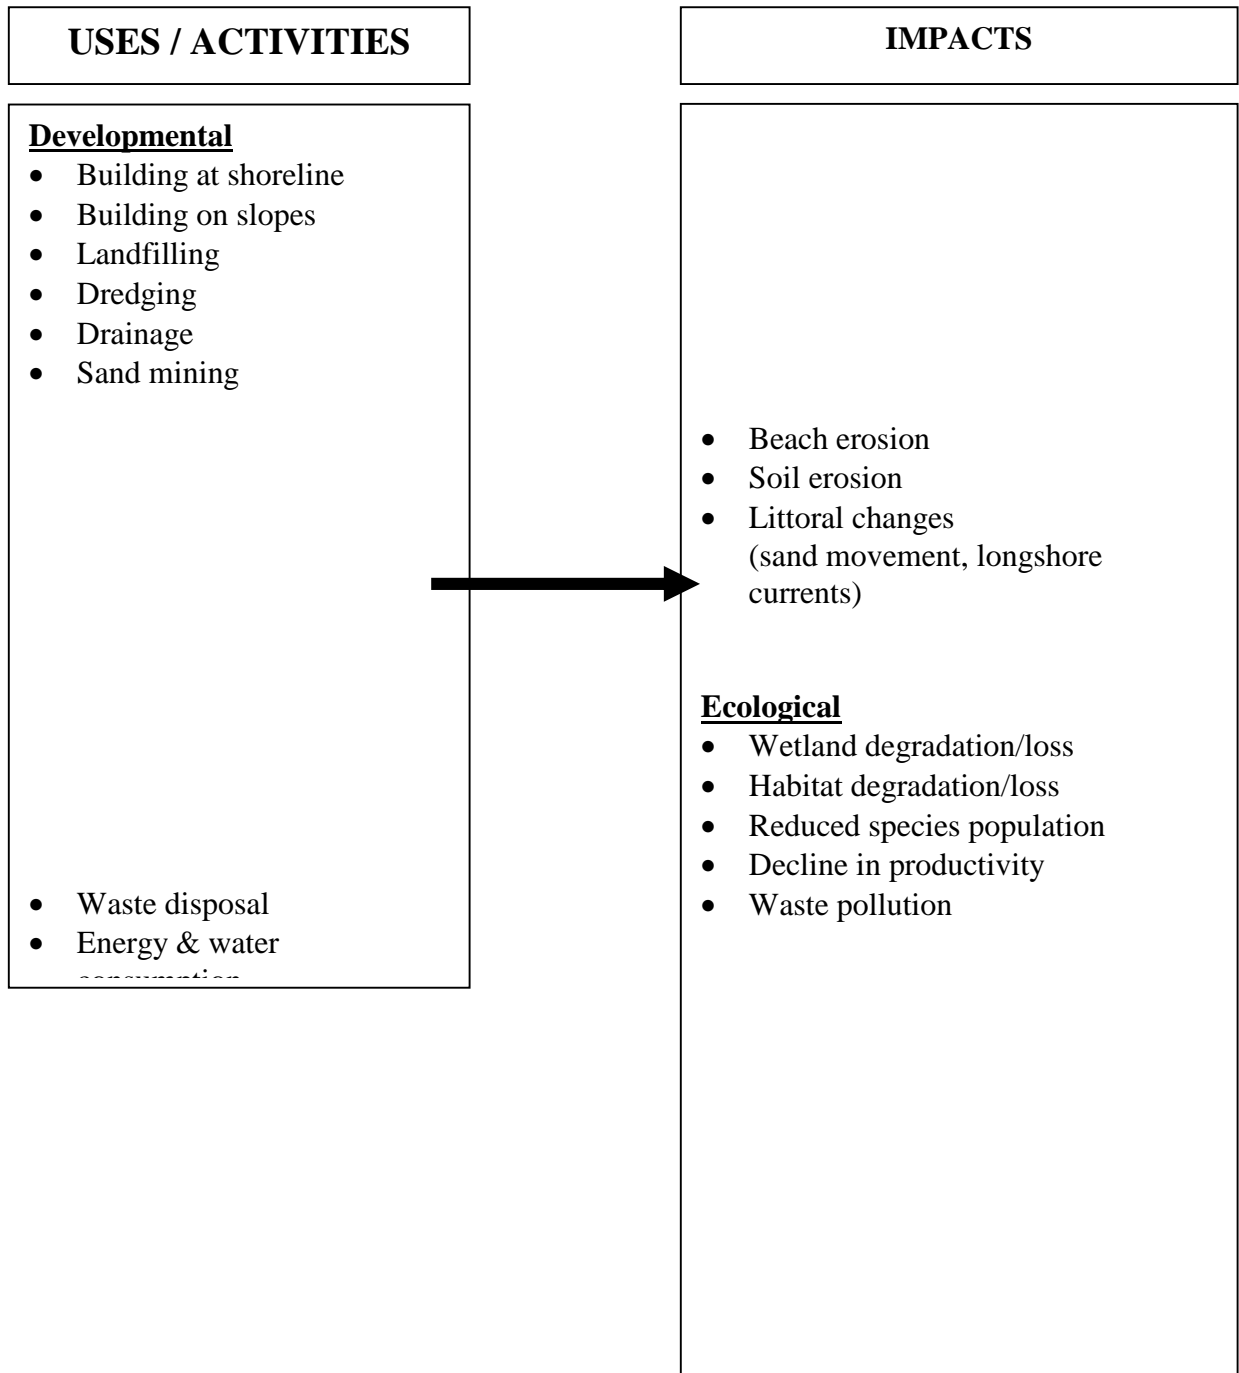 USES / ACTIVITIES
Developmental
• Building at shoreline
• Building on slopes
• Landfilling
• Dredging
• Drainage
• Sand mining
• Waste disposal
• Energy & water
consumption
IMPACTS
• Beach erosion
• Soil erosion
• Littoral changes
(sand movement, longshore
currents)
Ecological
• Wetland degradation/loss
• Habitat degradation/loss
• Reduced species population
• Decline in productivity
• Waste pollution